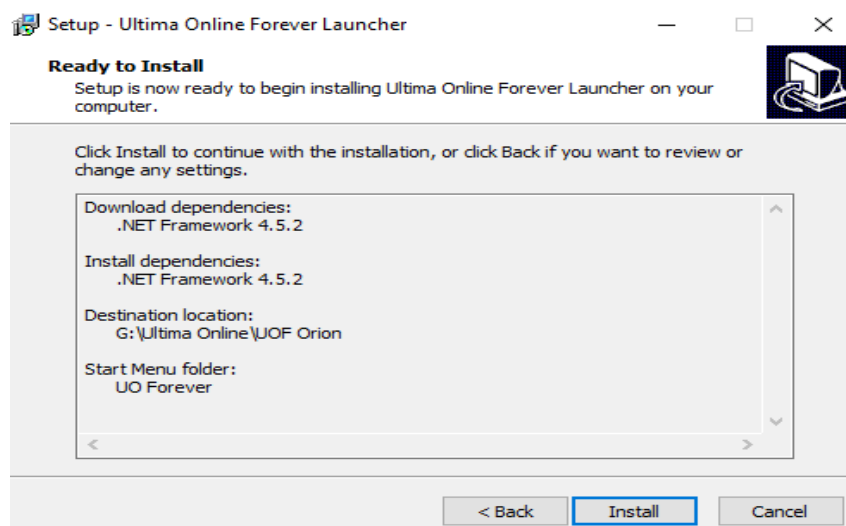 Setup - Ultima Online Forever Launcher
Ready to Install
Setup is now ready to begin installing Ultima Online Forever Launcher on your
computer.
Click Install to continue with the installation, or click Back if you want to review or
change any settings.
Download dependencies:
.NET Framework 4.5.2
Install dependencies:
.NET Framework 4.5.2
Destination location:
G:\Ultima Online\UOF Orion
Start Menu folder:
UO Forever
< Back Install Cancel